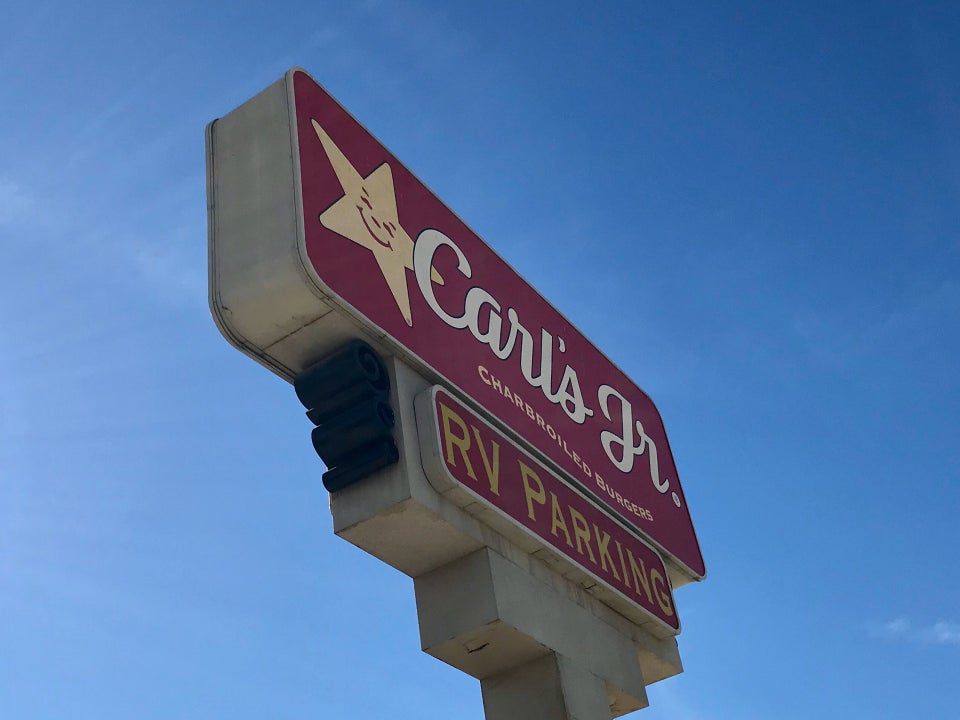 Carl's Jr.
CHARBROILED BURGERS
RV PARKING